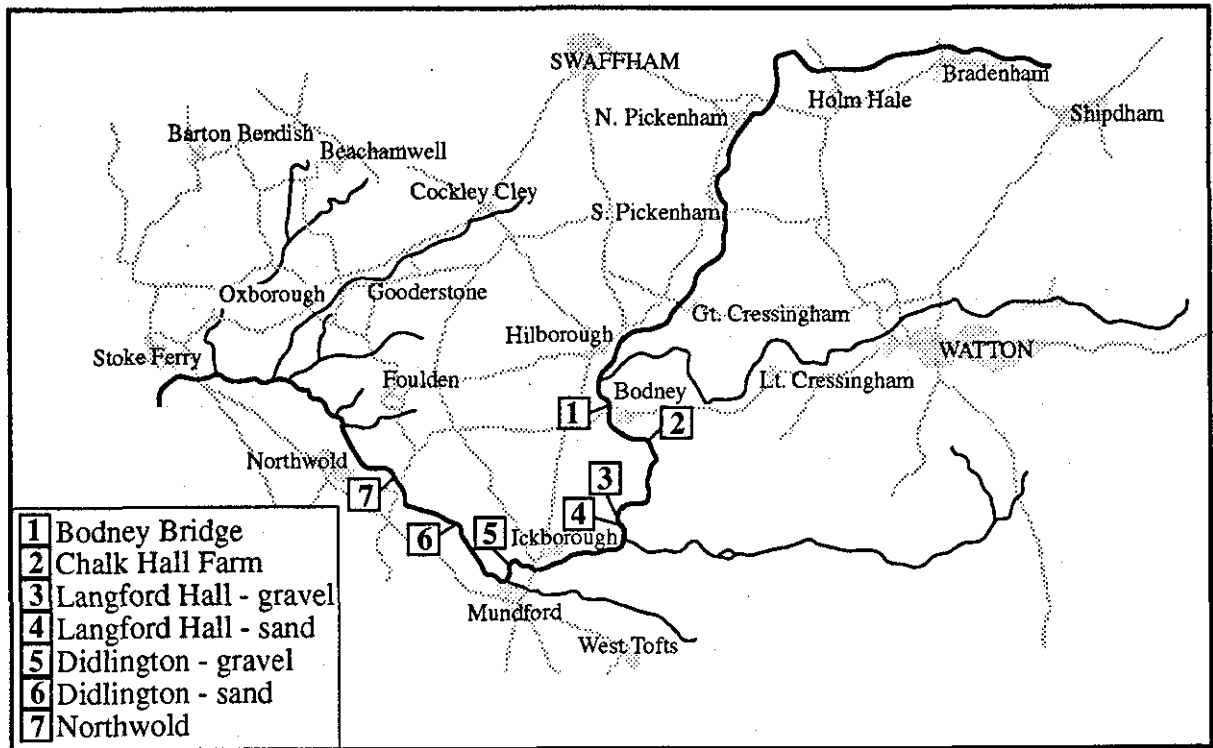 SWAFFHAM
Bradenham
Holm Hale
Shipdham
N. Pickenham
Barton Bendish
Beachamwell
Cockley Cley
S. Pickenham
Oxborough
Gooderstone
Gt. Cressingham
Hilborough
WATTON
Stoke Ferry
Foulden
Lt. Cressingham
Bodney
1
2
Northwold
3
7
4
5
6
Ickborough
Mundford
West Tofts
1 Bodney Bridge
2 Chalk Hall Farm
3 Langford Hall - gravel
4 Langford Hall - sand
5 Didlington - gravel
6 Didlington - sand
7 Northwold